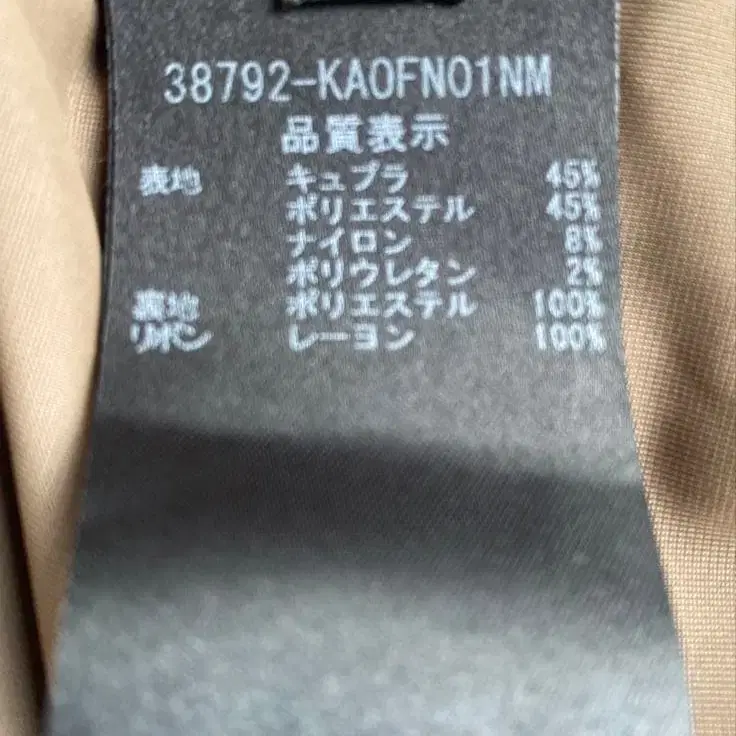 38792-KA0FN01NM
品質表示
表地 キュプラ 45%
ポリエステル 45%
ナイロン 8%
ポリウレタン 2%
裏地 ポリエステル 100%
リボン レーヨン 100%